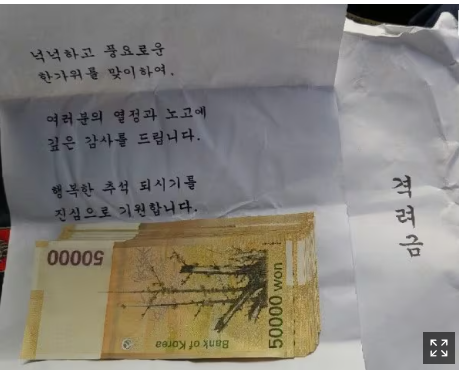 넉넉하고 풍요로운
한가위를 맞이하여.
여러분의 열정과 노고에
깊은 감사를 드립니다.
행복한 추석 되시기를
진심으로 기원합니다.
격려금
50000
Bank of Korea
50000 won